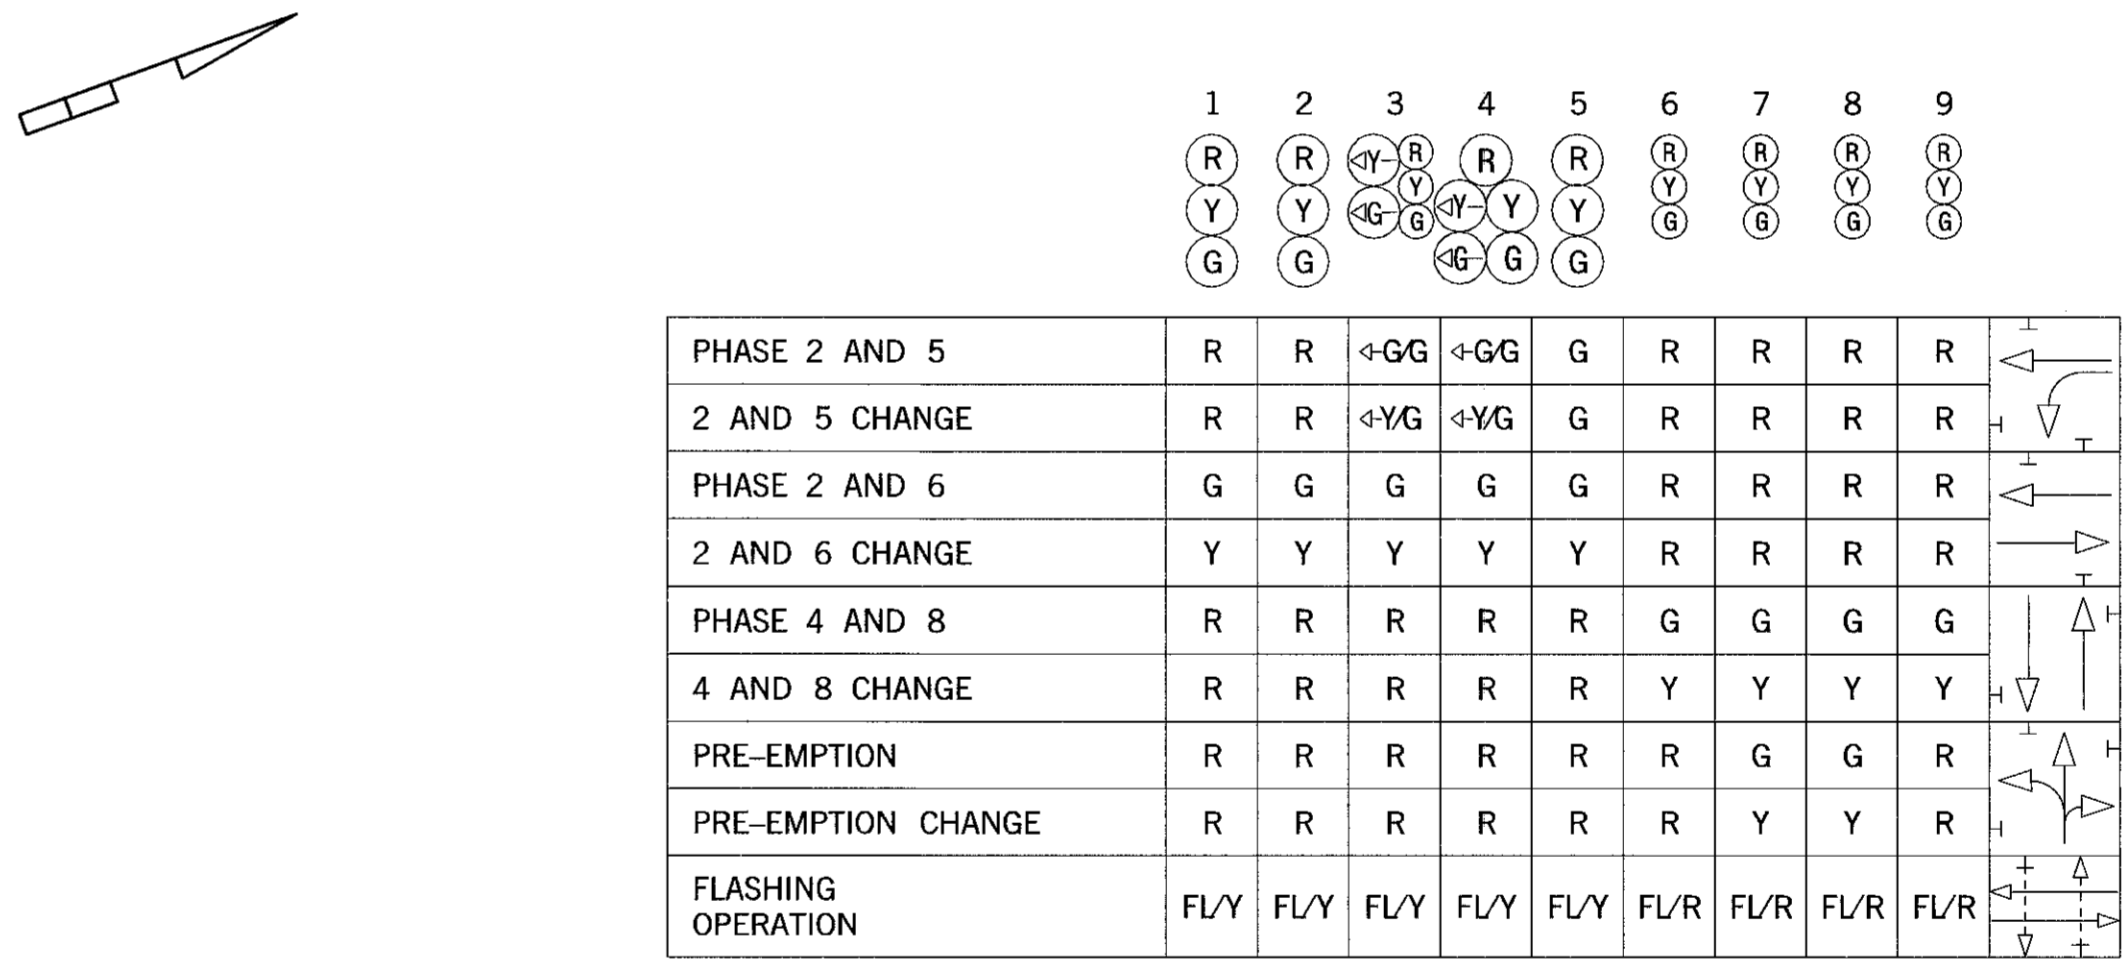 1 2 3 4 5 6 7 8 9
R R ◁Y- R R R R R R R
Y Y Y ◁Y- Y Y Y Y Y Y
G G ◁G- G ◁G- G G G G G G
PHASE 2 AND 5 R R ◁-G/G ◁-G/G G R R R R
2 AND 5 CHANGE R R ◁-Y/G ◁-Y/G G R R R R
PHASE 2 AND 6 G G G G G R R R R
2 AND 6 CHANGE Y Y Y Y Y R R R R
PHASE 4 AND 8 R R R R R G G G G
4 AND 8 CHANGE R R R R R Y Y Y Y
PRE-EMPTION R R R R R R G G R
PRE-EMPTION CHANGE R R R R R R Y Y R
FLASHING
OPERATION FL/Y FL/Y FL/Y FL/Y FL/Y FL/R FL/R FL/R FL/R